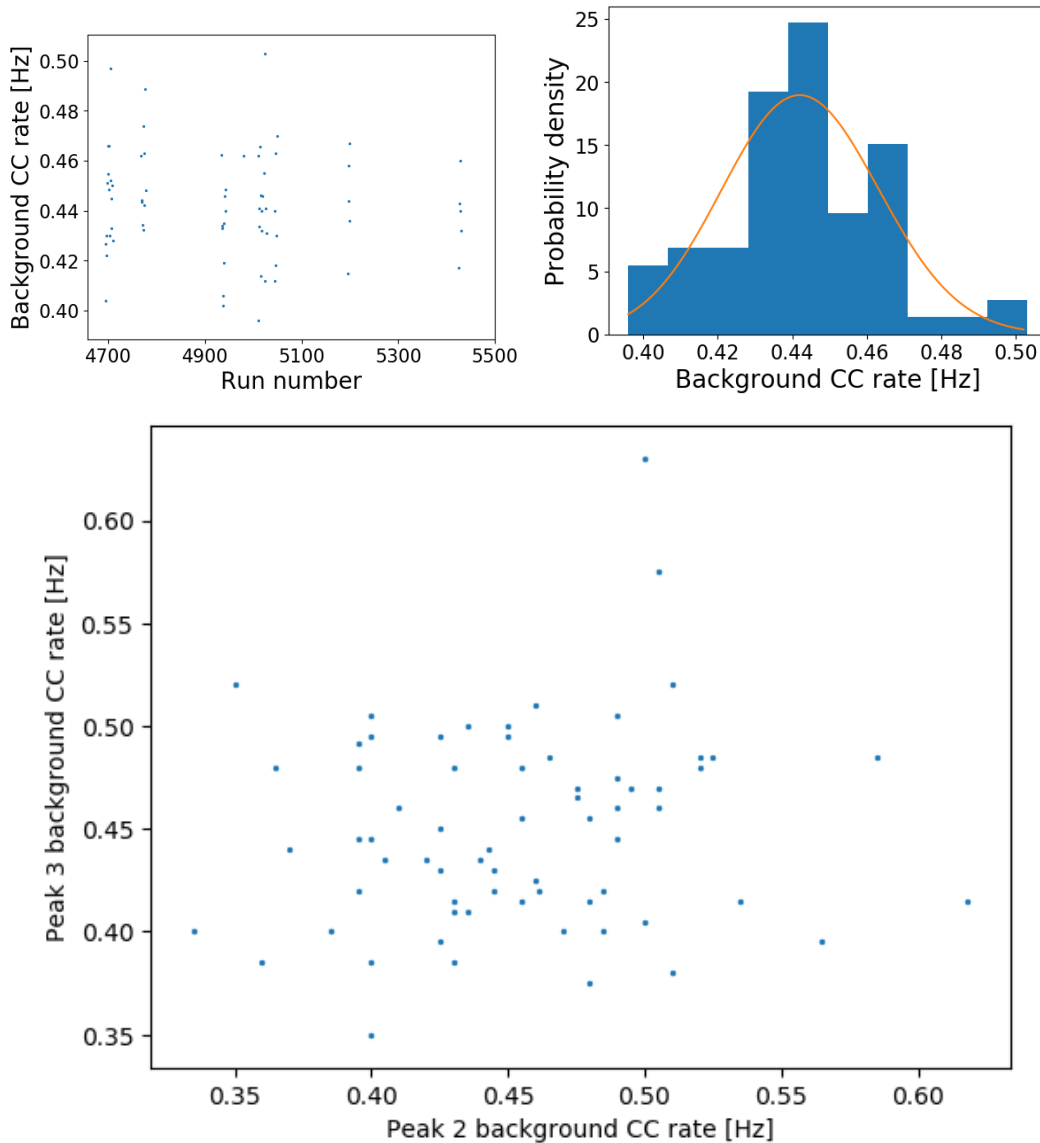 Background CC rate [Hz]
0.50
0.48
0.46
0.44
0.42
0.40
4700 4900 5100 5300 5500
Run number
Probability density
25
20
15
10
5
0
0.40 0.42 0.44 0.46 0.48 0.50
Background CC rate [Hz]
Peak 3 background CC rate [Hz]
0.60
0.55
0.50
0.45
0.40
0.35
0.35 0.40 0.45 0.50 0.55 0.60
Peak 2 background CC rate [Hz]